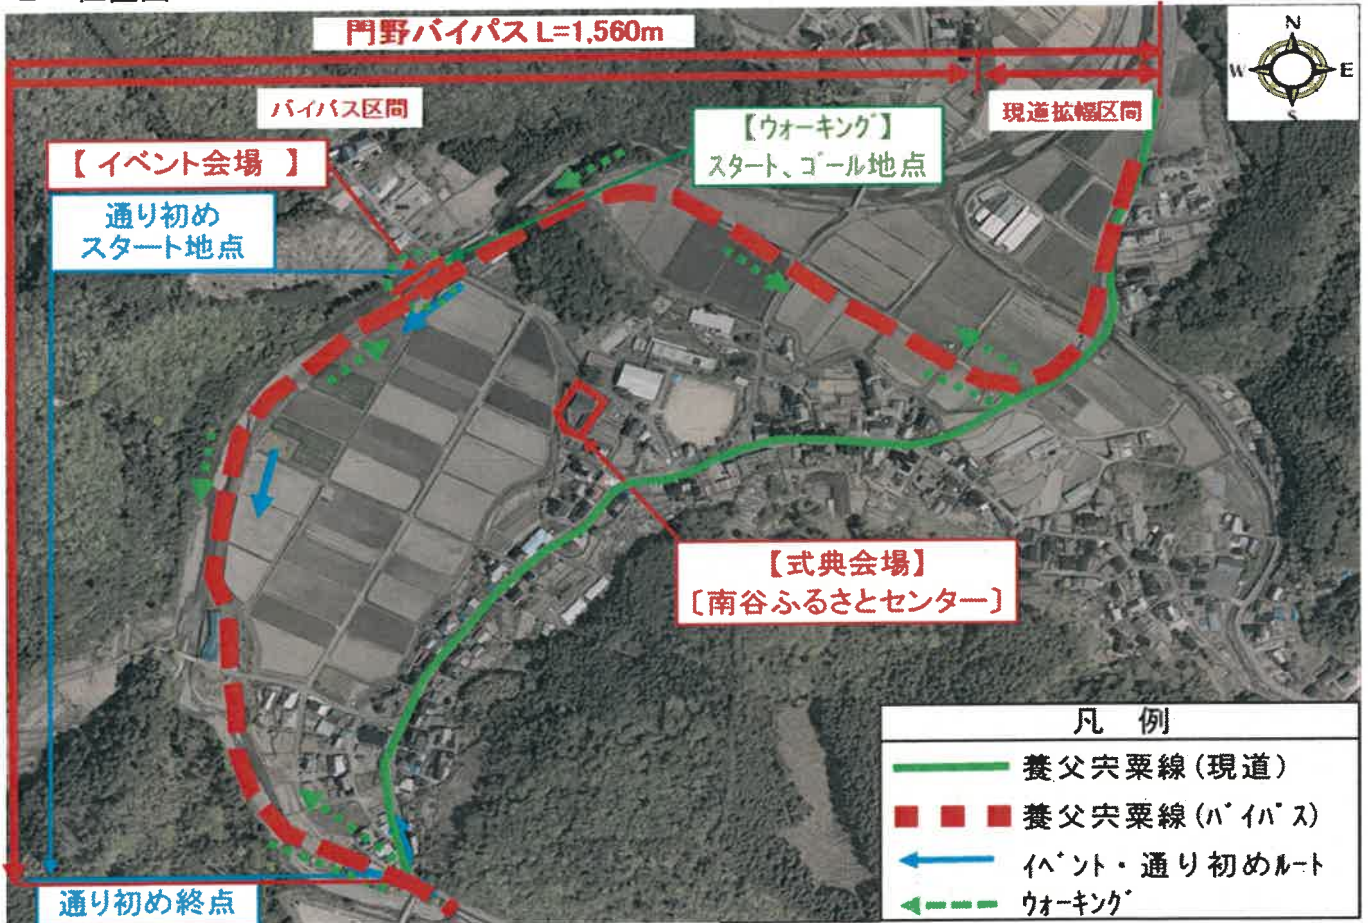 門野バイパス L=1,560m
バイパス区間
現道拡幅区間
N
W
E
S
【 イベント会場 】
【ウォーキング】
スタート、ゴール地点
通り初め
スタート地点
【式典会場】
〔南谷ふるさとセンター〕
通り初め終点
凡 例
養父宍粟線(現道)
養父宍粟線(バイパス)
イベント・通り初めルート
ウォーキング